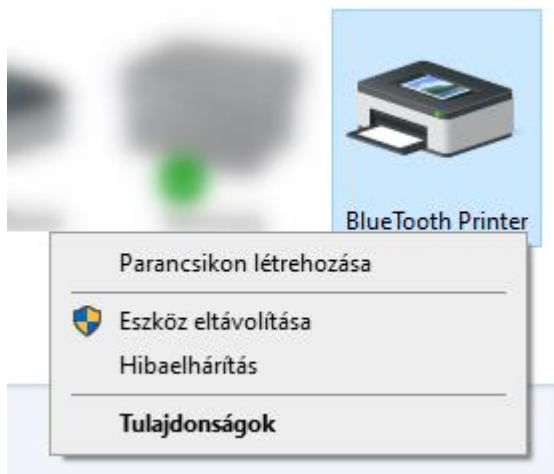 BlueTooth Printer
Parancsikon létrehozása
Eszköz eltávolítása
Hibaelhárítás
Tulajdonságok